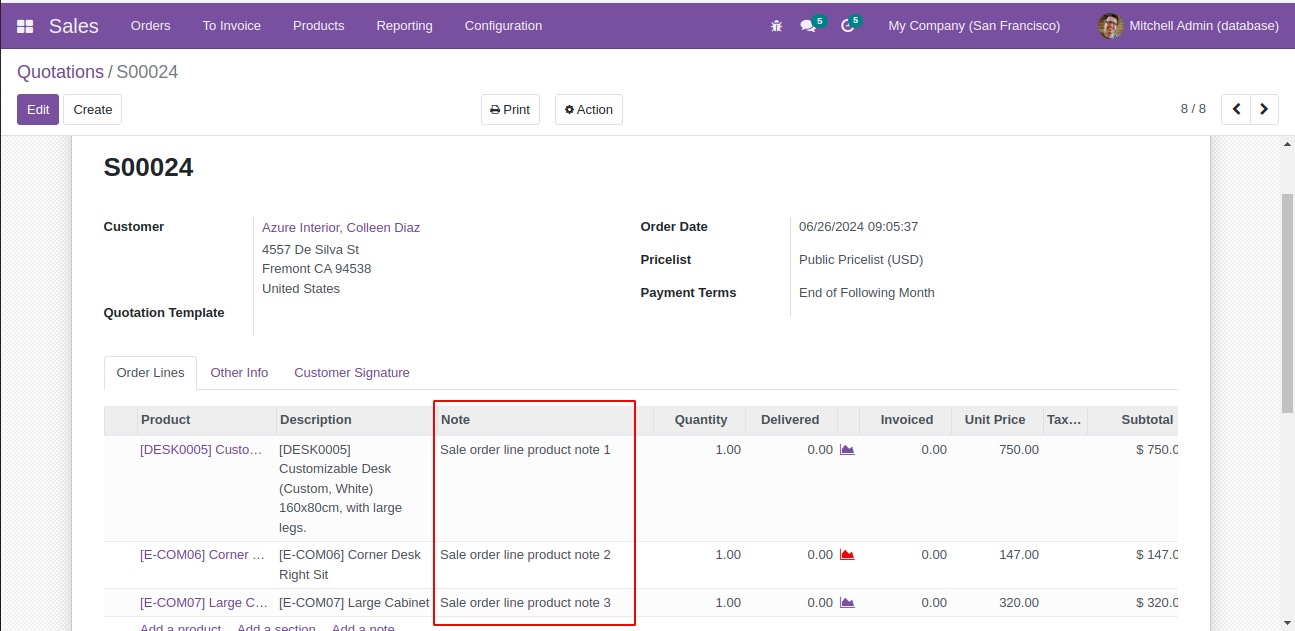 Sales Orders To Invoice Products Reporting Configuration 5 5 My Company (San Francisco) Mitchell Admin (database)
Quotations / S00024
Edit Create Print Action 8 / 8
S00024
Customer Azure Interior, Colleen Diaz Order Date 06/26/2024 09:05:37
4557 De Silva St
Fremont CA 94538 Pricelist Public Pricelist (USD)
United States Payment Terms End of Following Month
Quotation Template
Order Lines Other Info Customer Signature
Product Description Note Quantity Delivered Invoiced Unit Price Tax… Subtotal
[DESK0005] Custo… [DESK0005] Sale order line product note 1 1.00 0.00 0.00 750.00 $ 750.0
Customizable Desk
(Custom, White)
160x80cm, with large
legs.
[E-COM06] Corner … [E-COM06] Corner Desk Sale order line product note 2 1.00 0.00 0.00 147.00 $ 147.0
Right Sit
[E-COM07] Large C… [E-COM07] Large Cabinet Sale order line product note 3 1.00 0.00 0.00 320.00 $ 320.0
Add a product Add a section Add a note